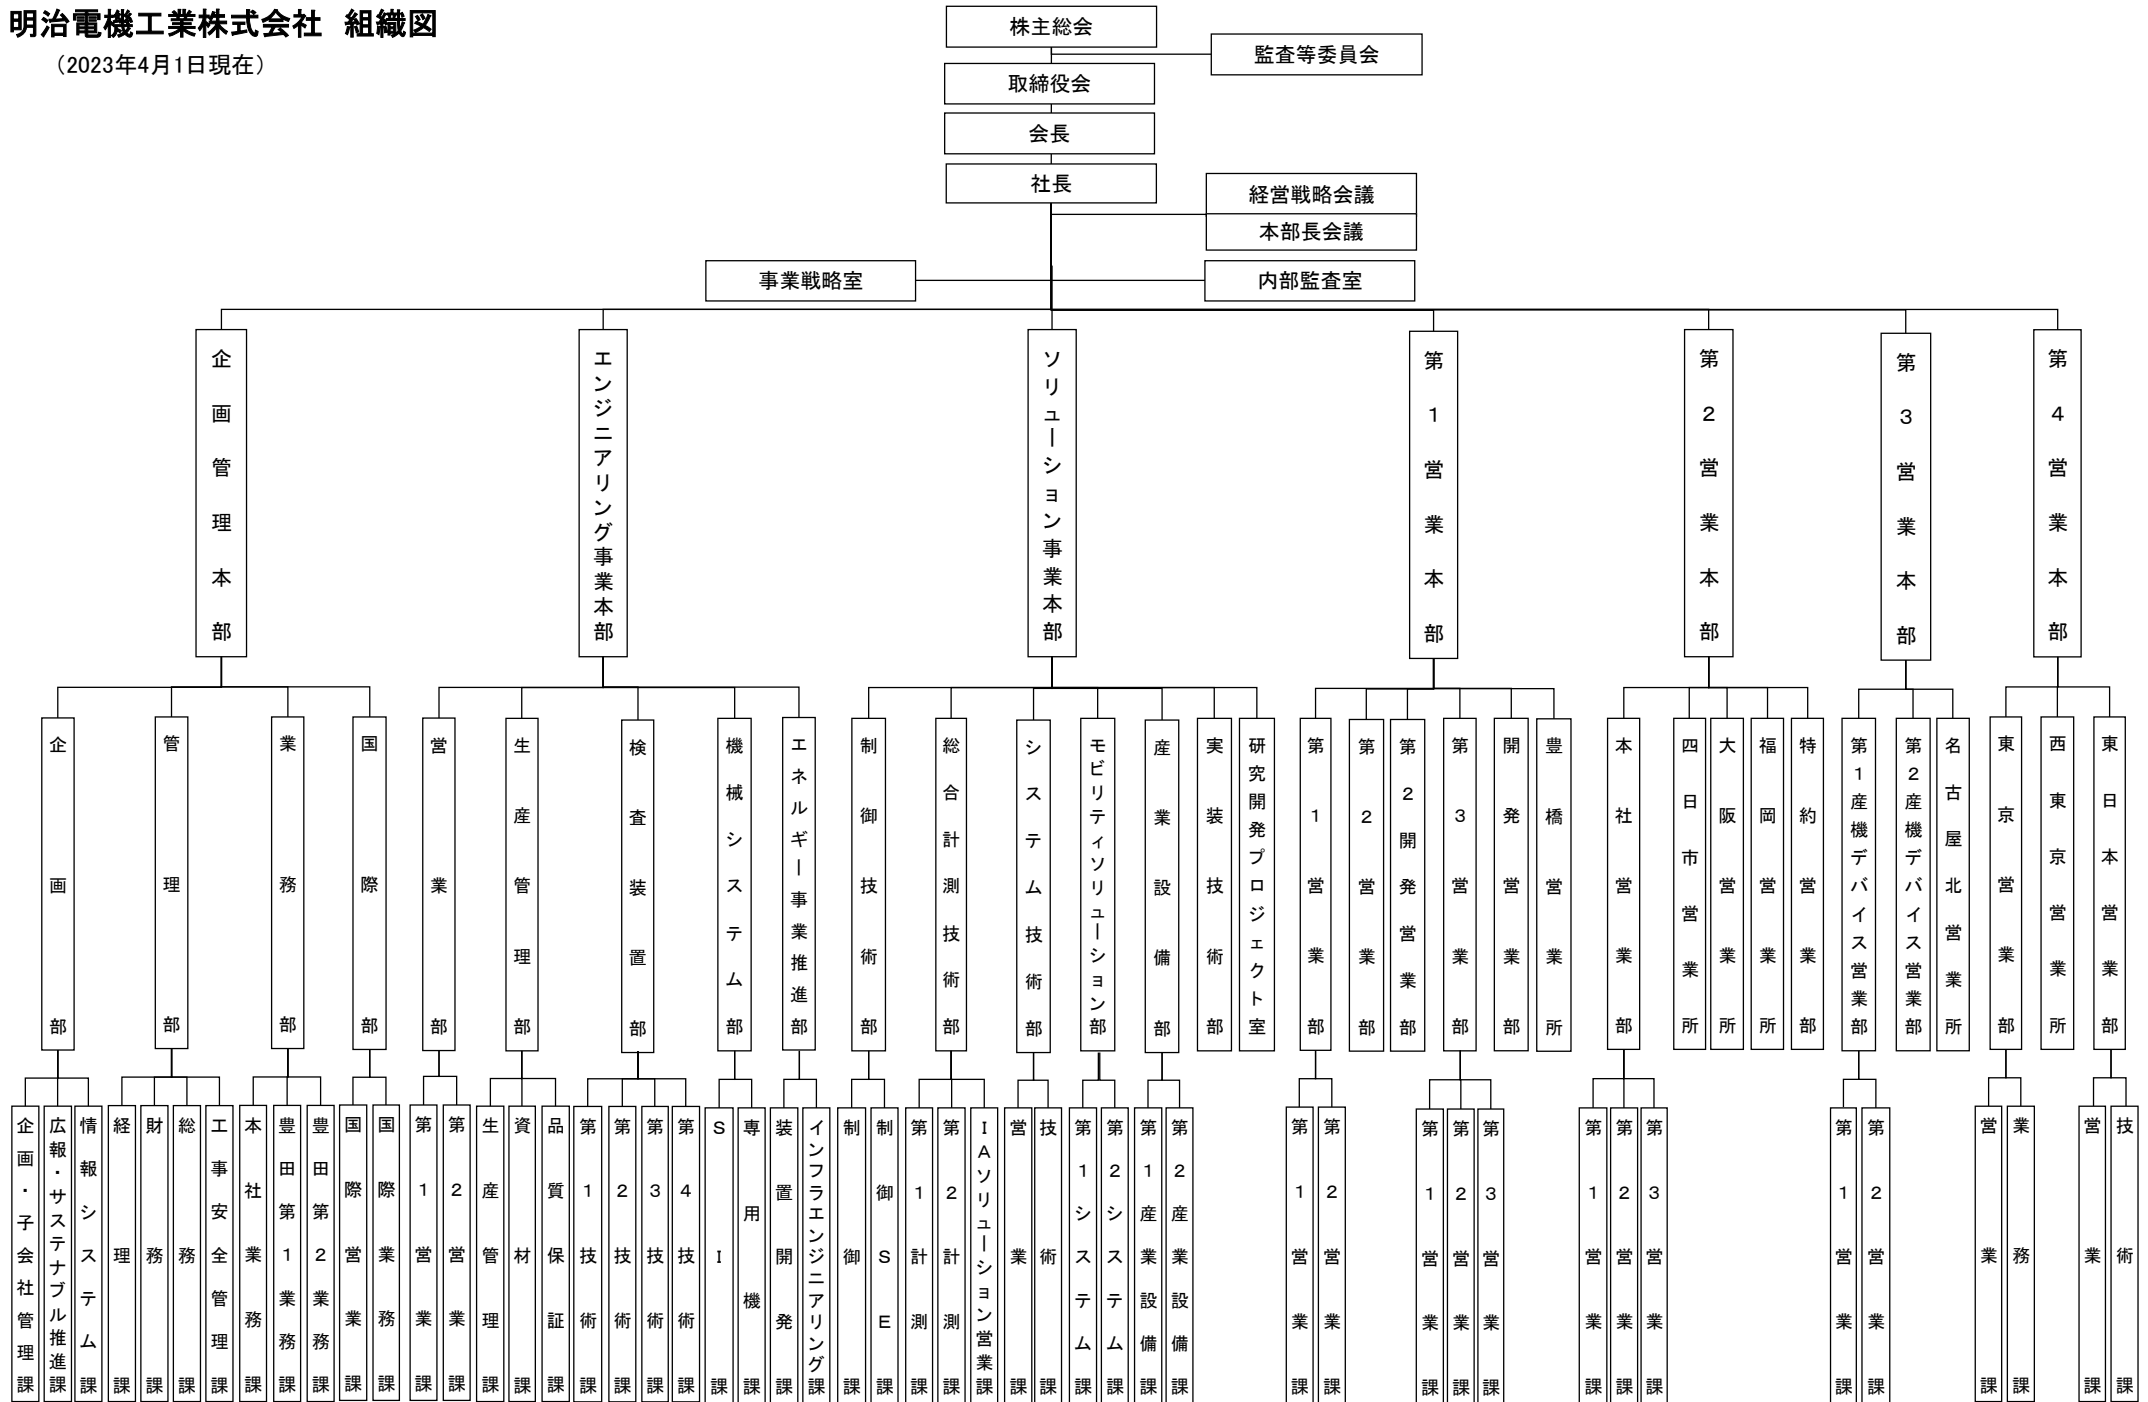 明治電機工業株式会社 組織図
（2023年4月1日現在）
株主総会
監査等委員会
取締役会
会長
社長
経営戦略会議
本部長会議
事業戦略室
内部監査室
企画管理本部
エンジニアリング事業本部
ソリューション事業本部
第1営業本部
第2営業本部
第3営業本部
第4営業本部
企画部
管理部
業務部
国際部
営業部
生産管理部
検査装置部
機械システム部
エネルギー事業推進部
制御技術部
総合計測技術部
システム技術部
モビリティソリューション部
産業設備部
実装技術部
研究開発プロジェクト室
第1営業部
第2営業部
第2開発営業部
第3営業部
開発営業部
豊橋営業所
本社営業部
四日市営業所
大阪営業所
福岡営業所
特約営業部
第1産機デバイス営業部
第2産機デバイス営業部
名古屋北営業所
東京営業部
西東京営業所
東日本営業部
企画・子会社管理課
広報・サステナブル推進課
情報システム課
経理課
財務課
総務課
工事安全管理課
本社業務課
豊田第1業務課
豊田第2業務課
国際営業課
国際業務課
第1営業課
第2営業課
生産管理課
資材課
品質保証課
第1技術課
第2技術課
第3技術課
第4技術課
SI課
専用機課
装置開発課
インフラエンジニアリング課
制御課
制御SE課
第1計測課
第2計測課
IAソリューション営業課
営業課
技術課
第1システム課
第2システム課
第1産業設備課
第2産業設備課
第1営業課
第2営業課
第1営業課
第2営業課
第3営業課
第1営業課
第2営業課
第3営業課
第1営業課
第2営業課
営業課
業務課
営業課
技術課